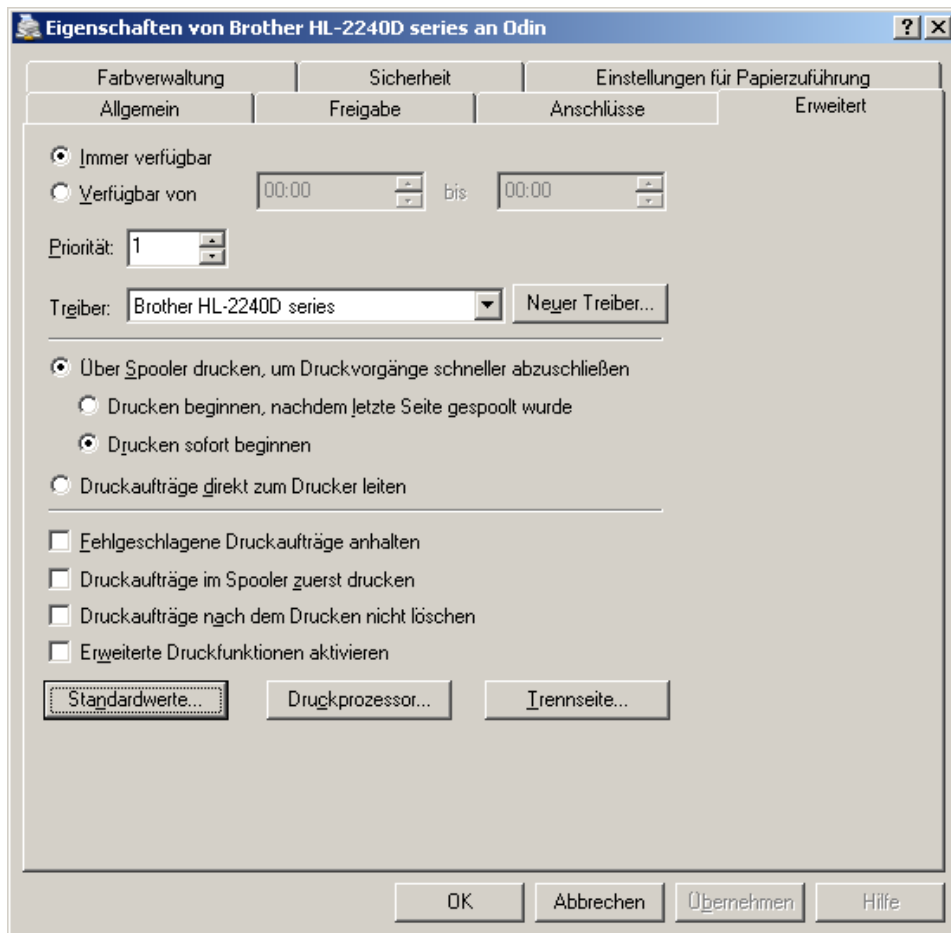 Eigenschaften von Brother HL-2240D series an Odin
Farbverwaltung Sicherheit Einstellungen für Papierzuführung
Allgemein Freigabe Anschlüsse Erweitert
Immer verfügbar
Verfügbar von 00:00 bis 00:00
Priorität: 1
Treiber: Brother HL-2240D series Neuer Treiber...
Über Spooler drucken, um Druckvorgänge schneller abzuschließen
Drucken beginnen, nachdem letzte Seite gespoolt wurde
Drucken sofort beginnen
Druckaufträge direkt zum Drucker leiten
Fehlgeschlagene Druckaufträge anhalten
Druckaufträge im Spooler zuerst drucken
Druckaufträge nach dem Drucken nicht löschen
Erweiterte Druckfunktionen aktivieren
Standardwerte... Druckprozessor... Trennseite...
OK Abbrechen Übernehmen Hilfe